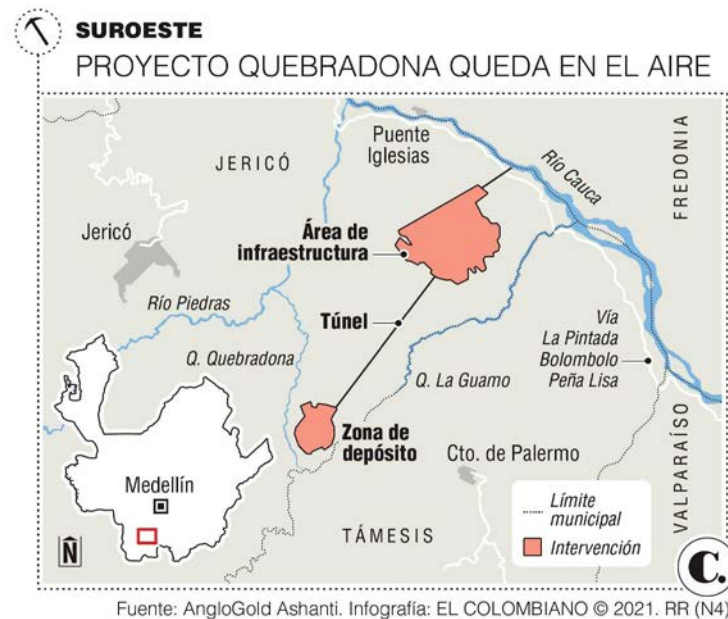 SUROESTE
PROYECTO QUEBRADONA QUEDA EN EL AIRE
Puente
Iglesias
JERICÓ
Río Cauca
FREDONIA
Jericó
Área de
infraestructura
Río Piedras
Túnel
Vía
La Pintada
Bolombolo
Peña Lisa
Q. Quebradona
Q. La Guamo
Zona de
depósito
Cto. de Palermo
VALPARAÍSO
Medellín
Límite
municipal
Intervención
TÁMESIS
N
C.
Fuente: AngloGold Ashanti. Infografía: EL COLOMBIANO © 2021. RR (N4)